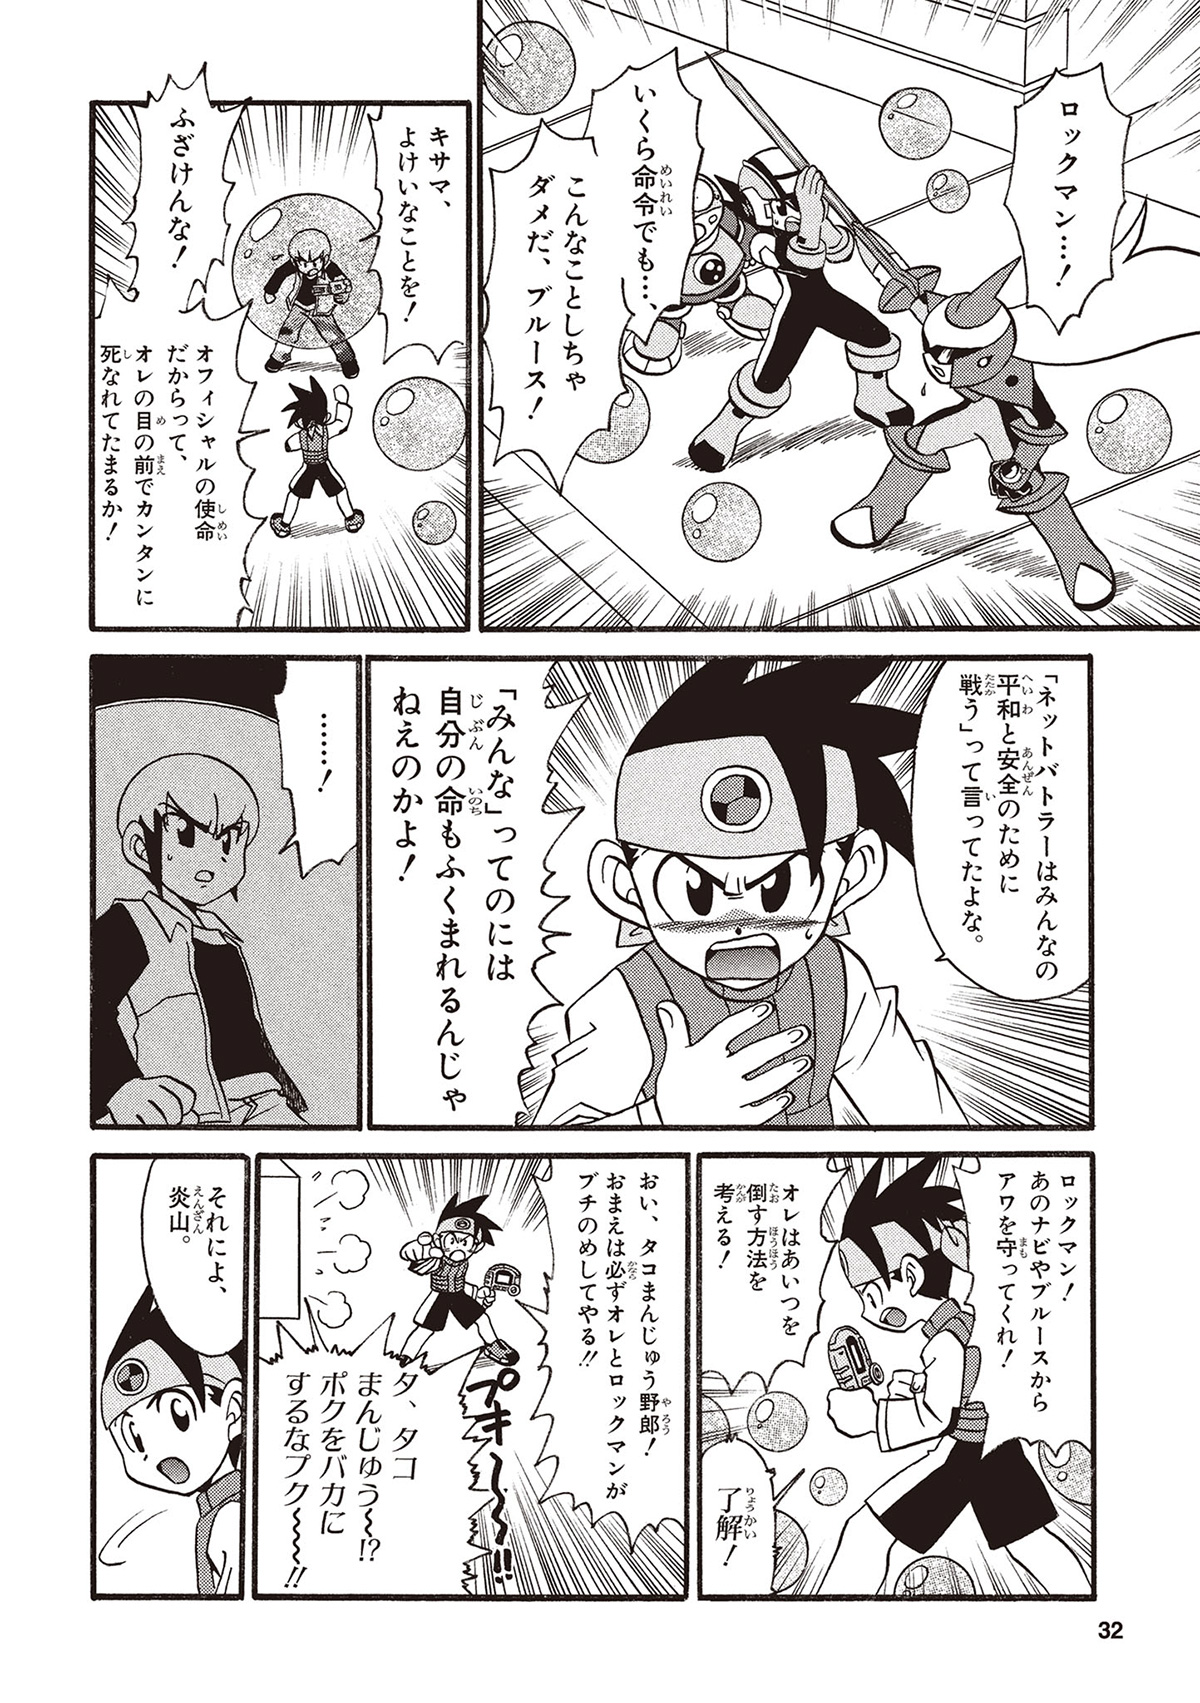 ロックマン…！
いくら命令でも…、
こんなことしちゃ
ダメだ、ブルース！
キサマ、
よけいなことを！
ふざけんな！
オフィシャルの使命
だからって、
オレの目の前でカンタンに
死なれてたまるか！
「ネットバトラーはみんなの
平和と安全のために
戦う」って言ってたよな。
「みんな」ってのには
自分の命もふくまれるんじゃ
ねえのかよ！
……！
ロックマン！
あのナビやブルースから
アワを守ってくれ！
オレはあいつを
倒す方法を
考える！
了解！
おい、タコまんじゅう野郎！
おまえは必ずオレとロックマンが
ブチのめしてやる!!
プキ〜〜!!
タ、タコ
まんじゅう〜!?
ボクをバカに
するなプク〜〜!!
それによ、
炎山。
32